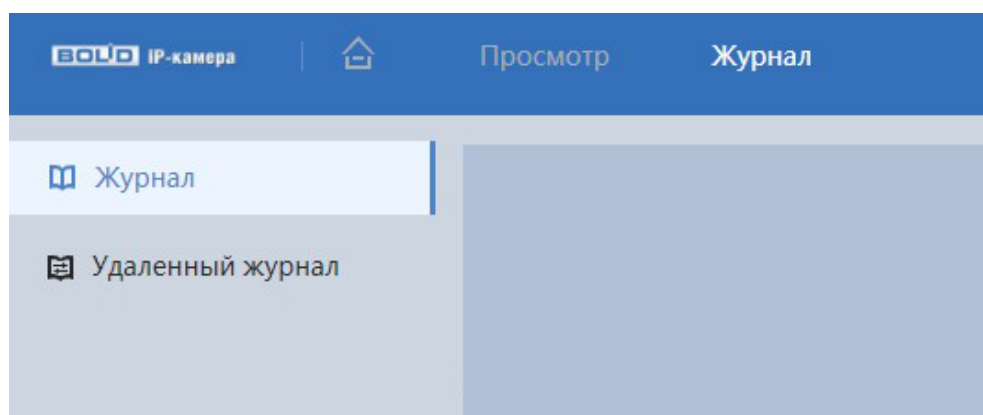 BOLID IP-камера
Просмотр
Журнал
Журнал
Удаленный журнал